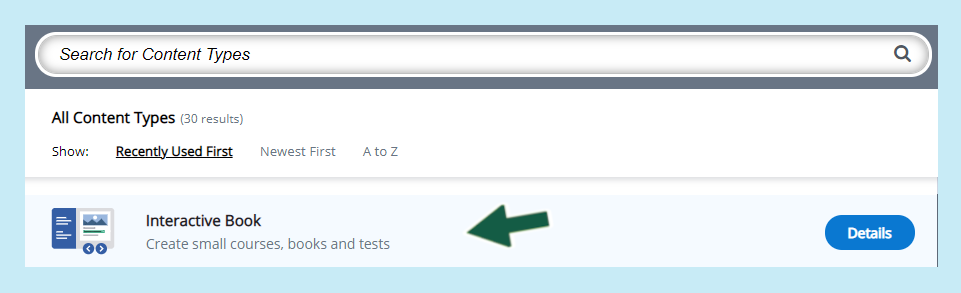 Search for Content Types
All Content Types (30 results)
Show: Recently Used First Newest First A to Z
Interactive Book
Create small courses, books and tests
Details